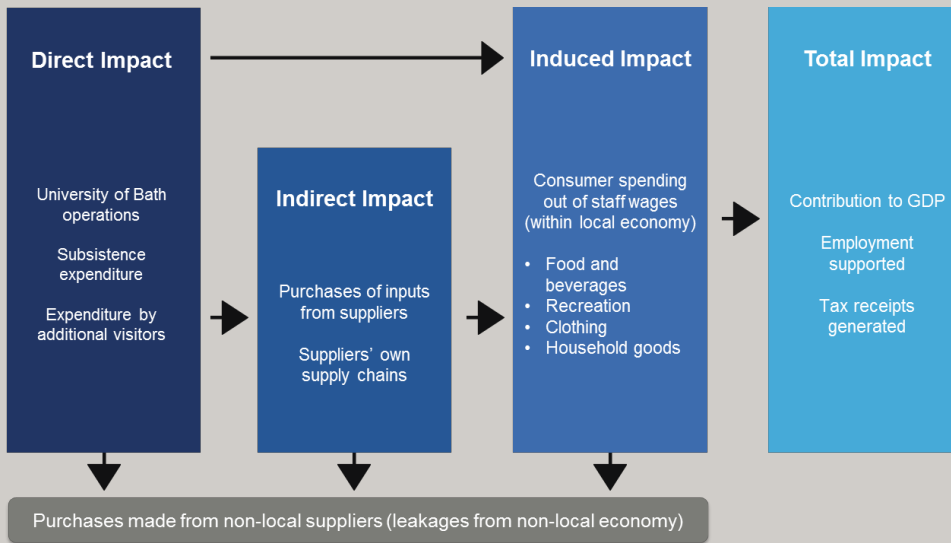 Direct Impact
University of Bath
operations
Subsistence
expenditure
Expenditure by
additional visitors
Indirect Impact
Purchases of inputs
from suppliers
Suppliers' own
supply chains
Induced Impact
Consumer spending
out of staff wages
(within local economy)
• Food and
beverages
• Recreation
• Clothing
• Household goods
Total Impact
Contribution to GDP
Employment
supported
Tax receipts
generated
Purchases made from non-local suppliers (leakages from non-local economy)